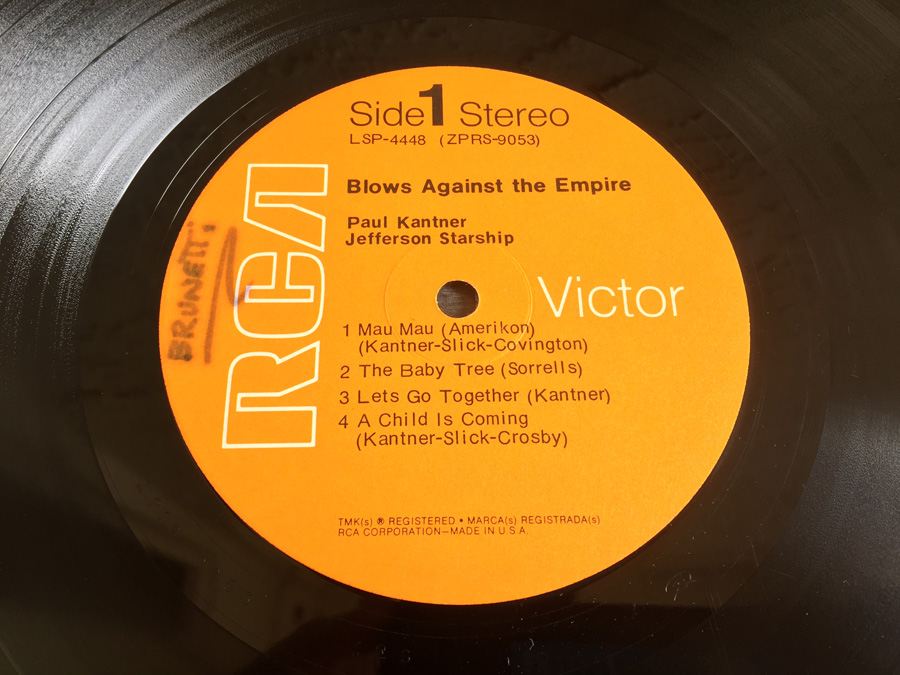 Side 1 Stereo
LSP-4448 (ZPRS-9053)
Blows Against the Empire
Paul Kantner
Jefferson Starship
RCA
Victor
1 Mau Mau (Amerikon)
(Kantner-Slick-Covington)
2 The Baby Tree (Sorrells)
3 Lets Go Together (Kantner)
4 A Child Is Coming
(Kantner-Slick-Crosby)
TMK(s) ® REGISTERED • MARCA(s) REGISTRADA(s)
RCA CORPORATION—MADE IN U.S.A.